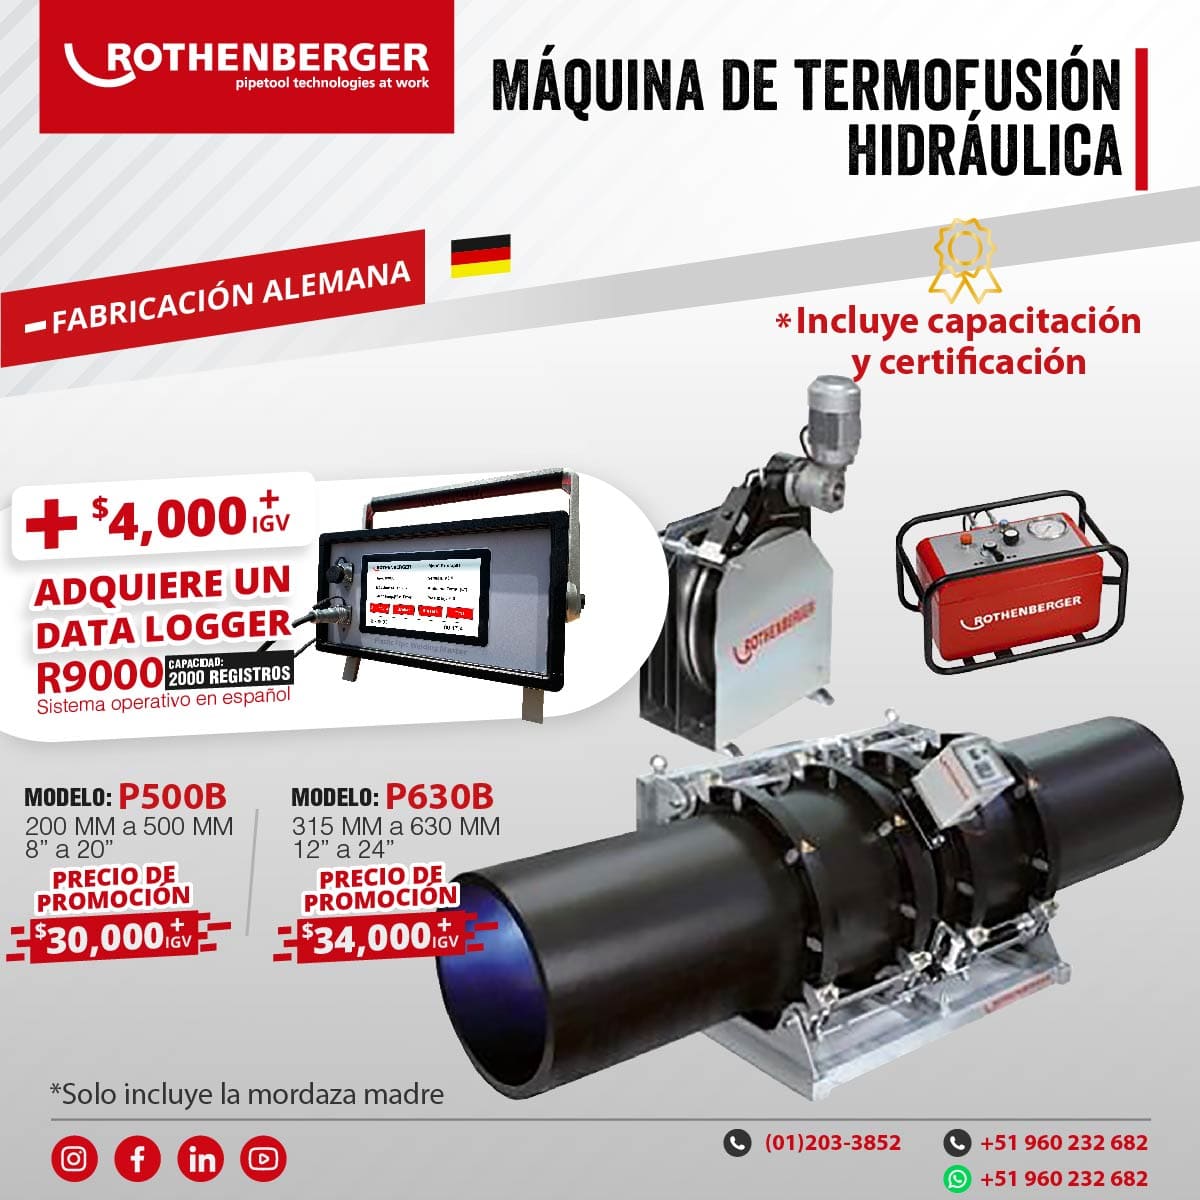 ROTHENBERGER
pipetool technologies at work
MÁQUINA DE TERMOFUSIÓN
HIDRÁULICA
FABRICACIÓN ALEMANA
*Incluye capacitación
y certificación
+ $4,000 + IGV
ADQUIERE UN
DATA LOGGER
R9000 CAPACIDAD:
2000 REGISTROS
Sistema operativo en español
ROTHENBERGER
ROTHENBERGER
ROTHENBERGER
MODELO: P500B
200 MM a 500 MM
8” a 20”
PRECIO DE
PROMOCIÓN
$30,000 + IGV
MODELO: P630B
315 MM a 630 MM
12” a 24”
PRECIO DE
PROMOCIÓN
$34,000 + IGV
*Solo incluye la mordaza madre
(01)203-3852
+51 960 232 682
+51 960 232 682